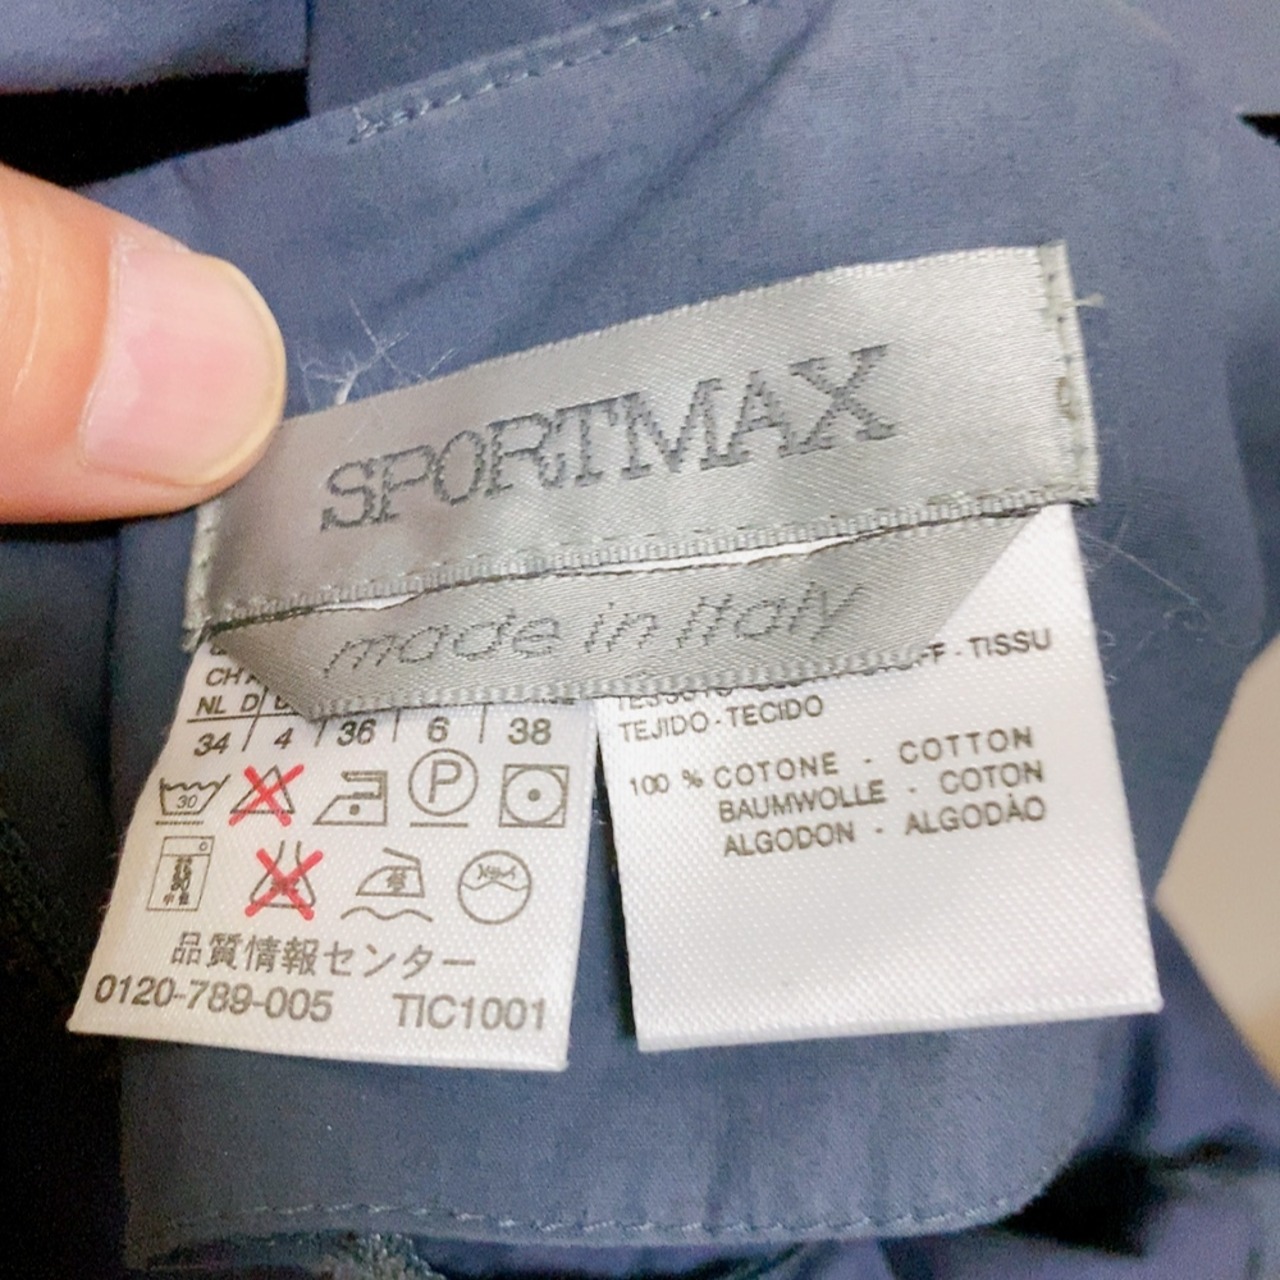 SPORTMAX
made in Italy
NL D
34 4 36 6 38
30
P
品質情報センター
0120-789-005 TIC1001
TISSU
TEJIDO - TECIDO
100 % COTONE - COTTON
BAUMWOLLE - COTON
ALGODON - ALGODÃO